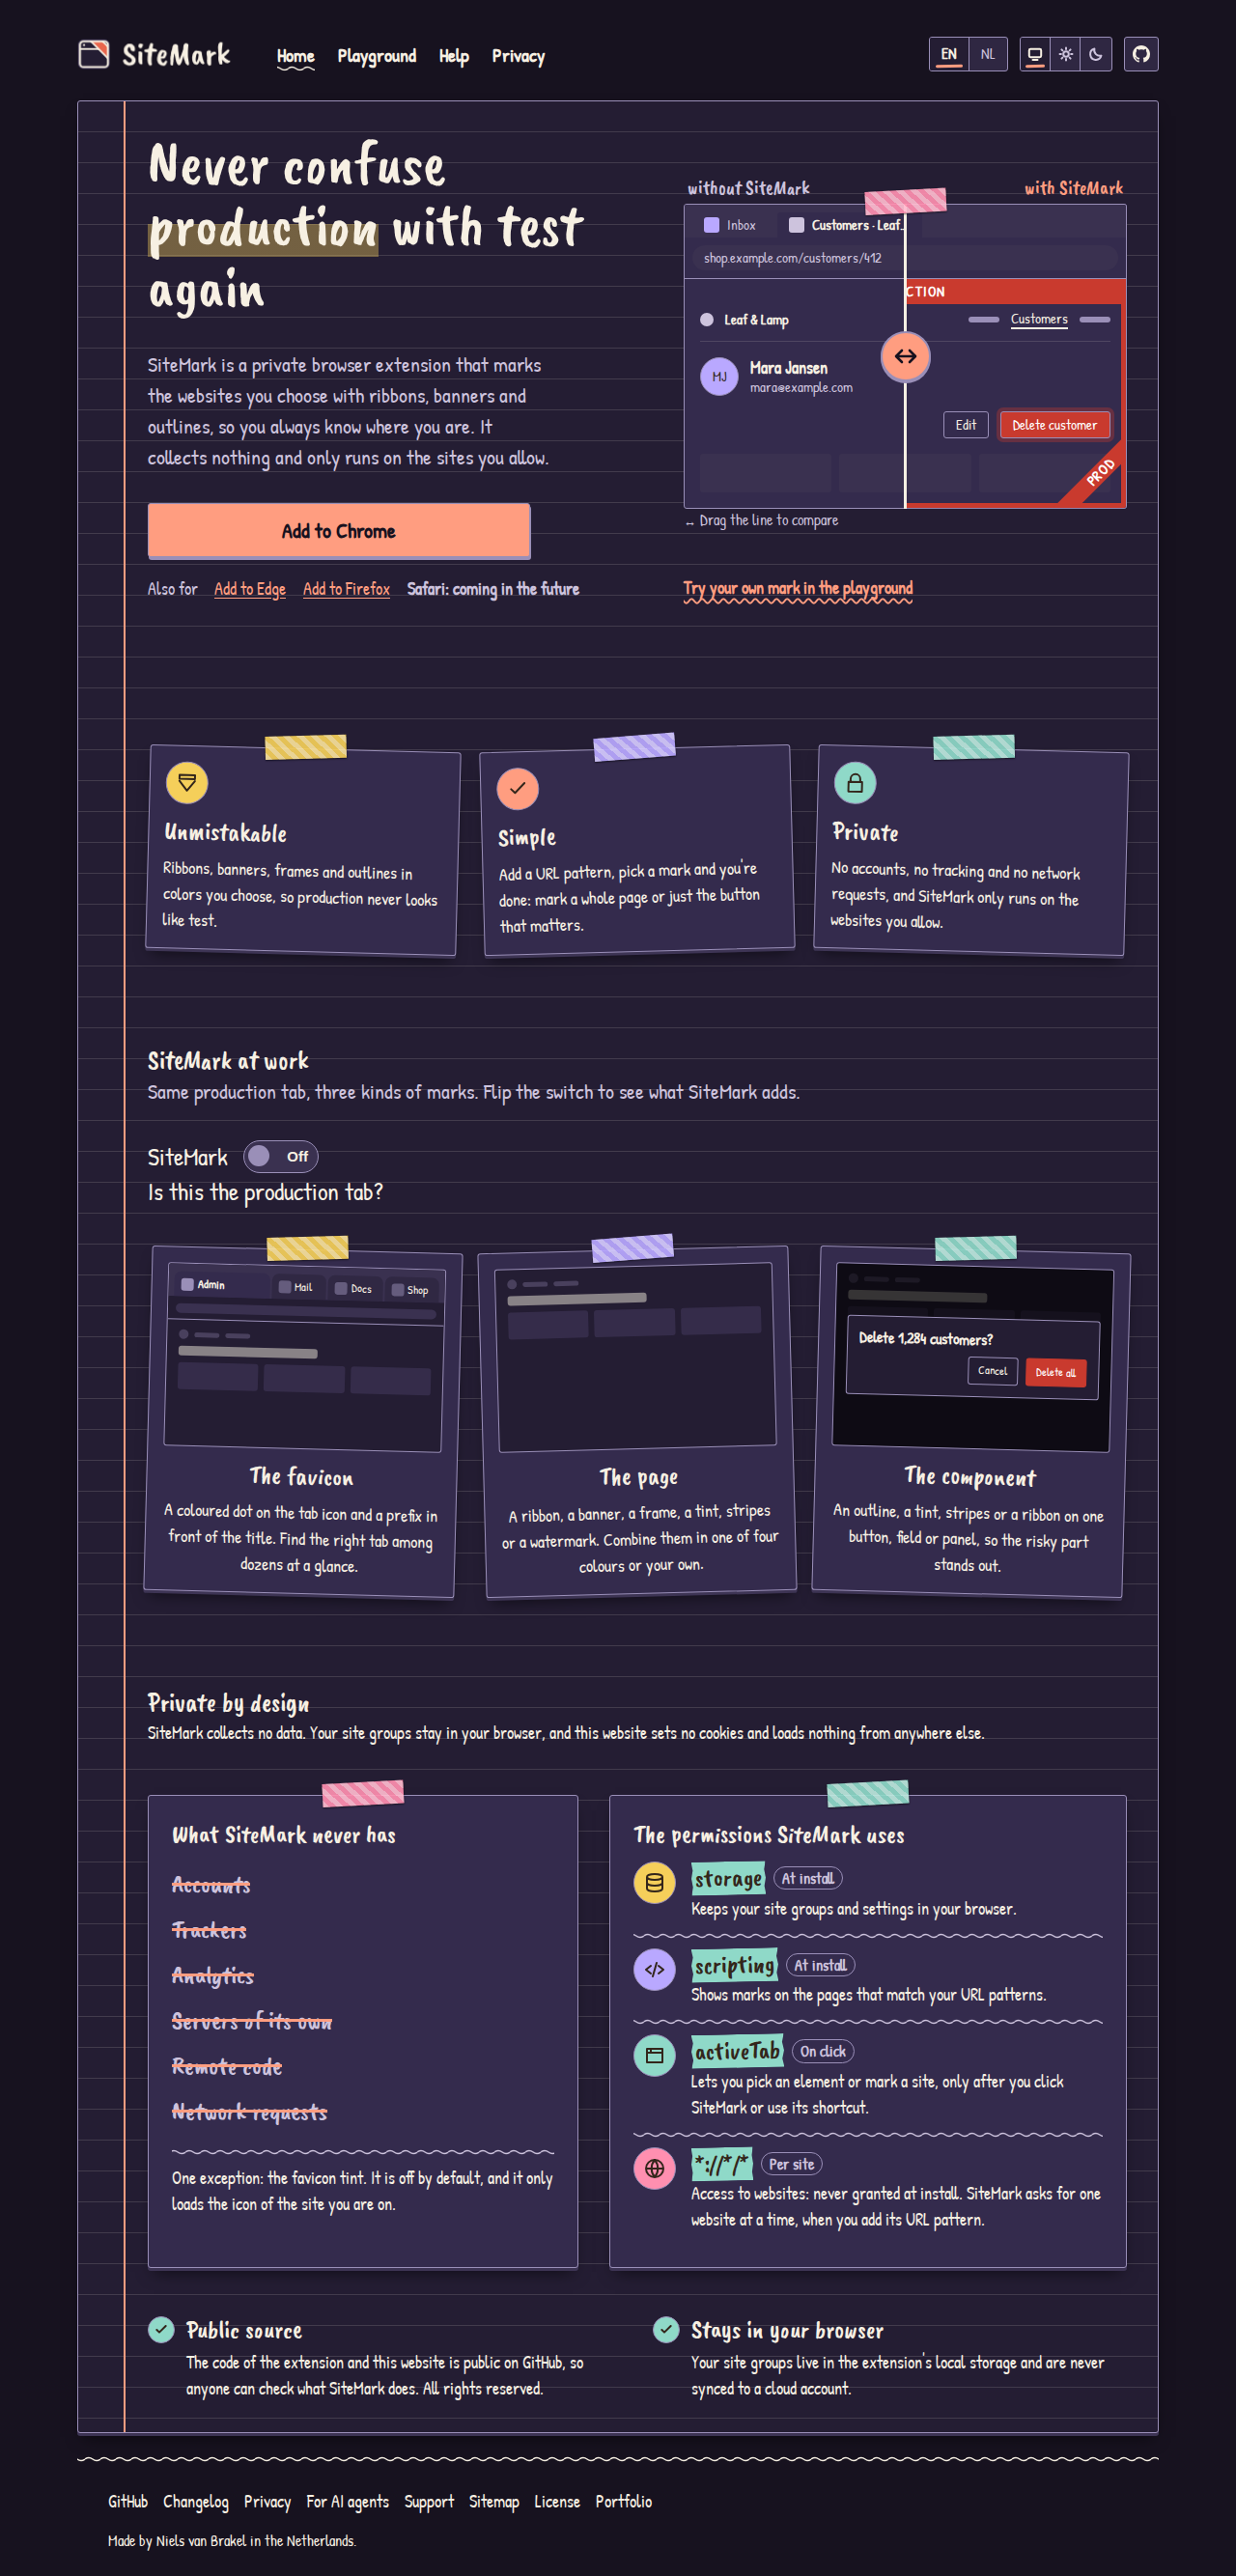 SiteMark
Home Playground Help Privacy
EN NL
Never confuse
production with test
again
SiteMark is a private browser extension that marks
the websites you choose with ribbons, banners and
outlines, so you always know where you are. It
collects nothing and only runs on the sites you allow.
Add to Chrome
Also for Add to Edge Add to Firefox Safari: coming in the future
without SiteMark with SiteMark
Inbox Customers · Leaf…
shop.example.com/customers/412
CTION
Leaf & Lamp Customers
MJ Mara Jansen
mara@example.com
Edit Delete customer
PROD
↔ Drag the line to compare
Try your own mark in the playground
Unmistakable
Ribbons, banners, frames and outlines in
colors you choose, so production never looks
like test.
Simple
Add a URL pattern, pick a mark and you're
done: mark a whole page or just the button
that matters.
Private
No accounts, no tracking and no network
requests, and SiteMark only runs on the
websites you allow.
SiteMark at work
Same production tab, three kinds of marks. Flip the switch to see what SiteMark adds.
SiteMark Off
Is this the production tab?
Admin Mail Docs Shop
The favicon
A coloured dot on the tab icon and a prefix in
front of the title. Find the right tab among
dozens at a glance.
The page
A ribbon, a banner, a frame, a tint, stripes
or a watermark. Combine them in one of four
colours or your own.
Delete 1,284 customers?
Cancel Delete all
The component
An outline, a tint, stripes or a ribbon on one
button, field or panel, so the risky part
stands out.
Private by design
SiteMark collects no data. Your site groups stay in your browser, and this website sets no cookies and loads nothing from anywhere else.
What SiteMark never has
Accounts
Trackers
Analytics
Servers of its own
Remote code
Network requests
One exception: the favicon tint. It is off by default, and it only
loads the icon of the site you are on.
The permissions SiteMark uses
storage At install
Keeps your site groups and settings in your browser.
scripting At install
Shows marks on the pages that match your URL patterns.
activeTab On click
Lets you pick an element or mark a site, only after you click
SiteMark or use its shortcut.
*://*/* Per site
Access to websites: never granted at install. SiteMark asks for one
website at a time, when you add its URL pattern.
Public source
The code of the extension and this website is public on GitHub, so
anyone can check what SiteMark does. All rights reserved.
Stays in your browser
Your site groups live in the extension's local storage and are never
synced to a cloud account.
GitHub Changelog Privacy For AI agents Support Sitemap License Portfolio
Made by Niels van Brakel in the Netherlands.